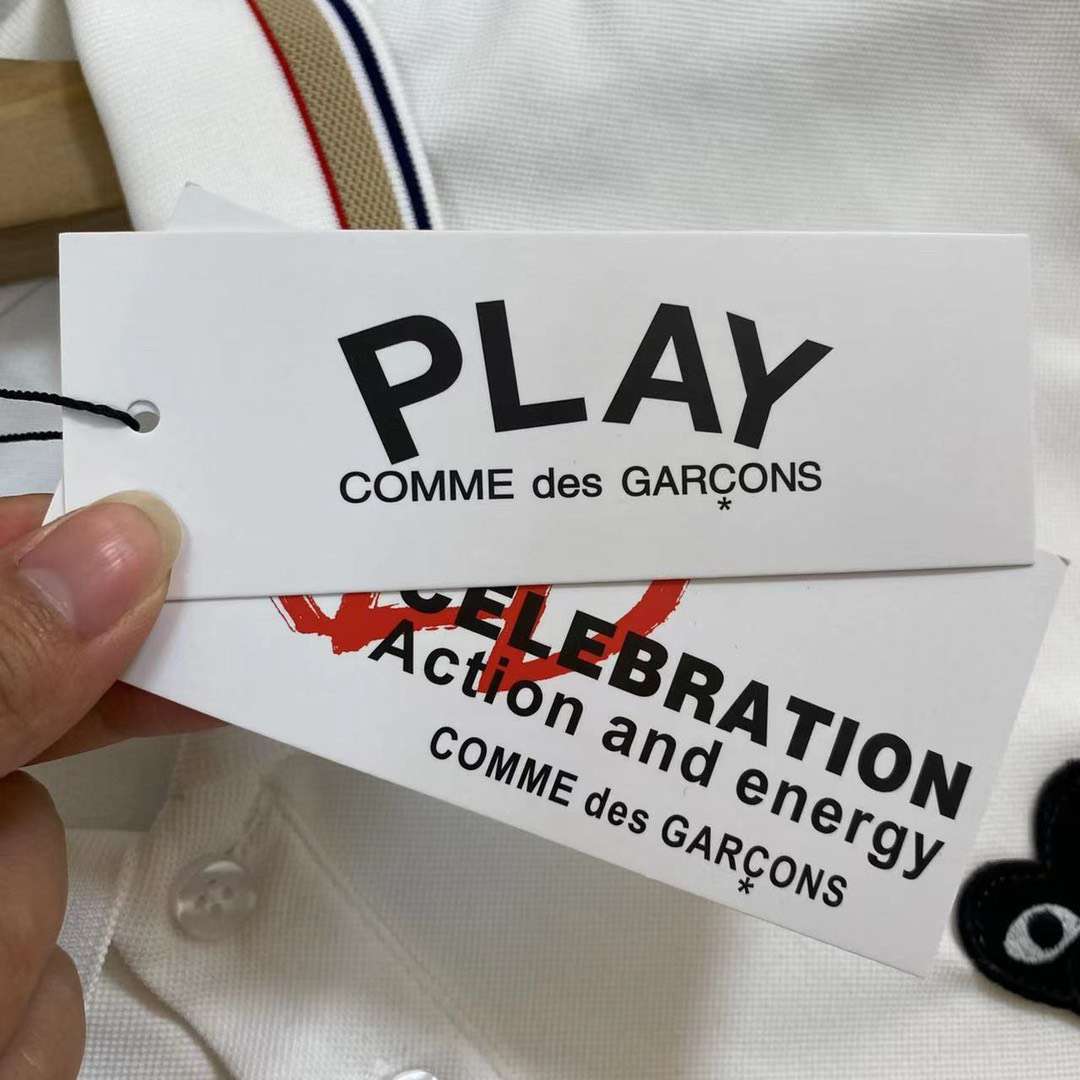 PLAY
COMME des GARÇONS
*
CELEBRATION
Action and energy
COMME des GARÇONS
*